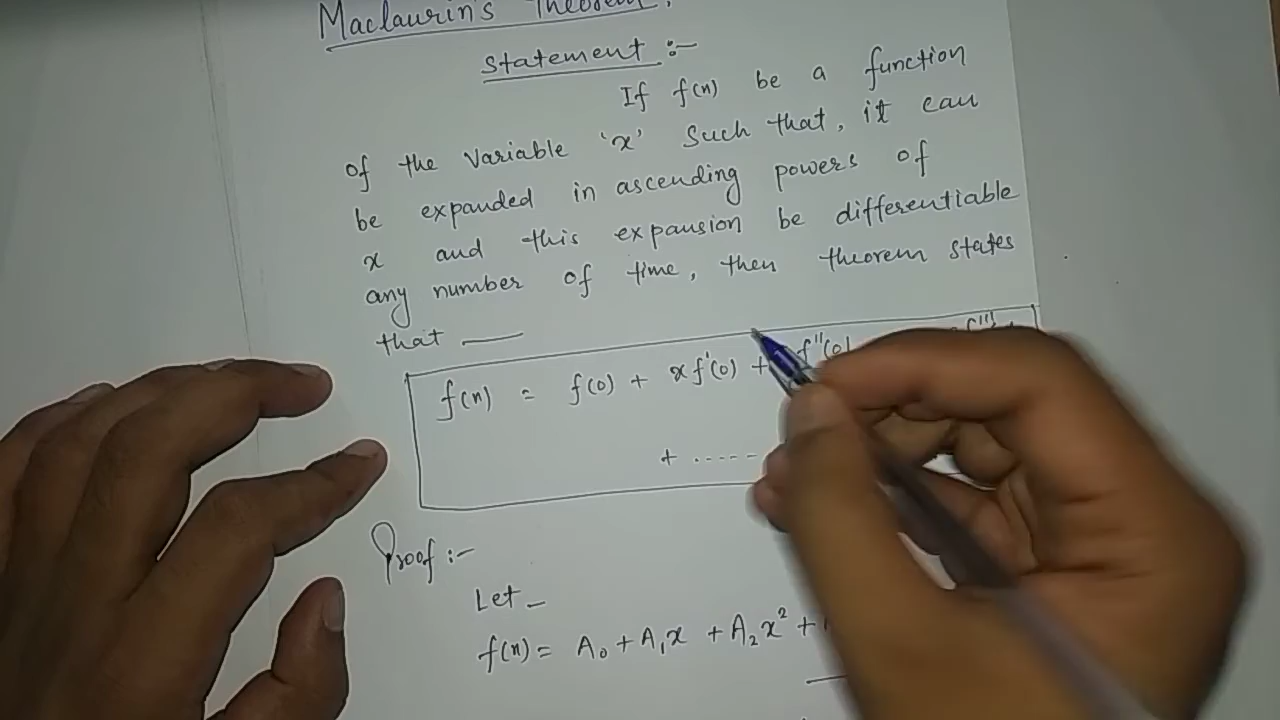 Maclaurin's Theorem.
Statement :-
If f(n) be a function
of the variable 'x' Such that, it can
be expanded in ascending powers of
x and this expansion be differentiable
any number of time, then theorem states
that —
f(n) = f(0) + x f'(0) + f''(0) f'''
+ .....
Proof :-
Let -
f(n) = A₀ + A₁x + A₂x² +